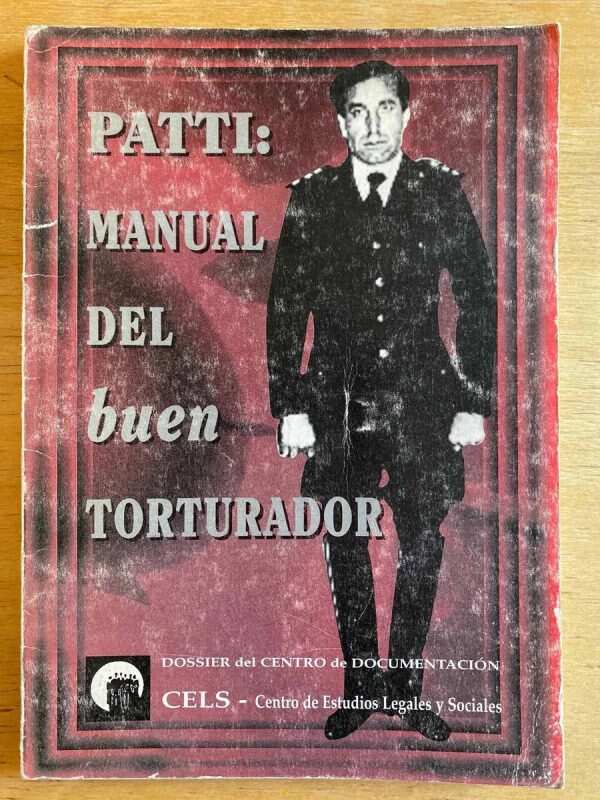 PATTI:
MANUAL
DEL
buen
TORTURADOR
DOSSIER del CENTRO de DOCUMENTACIÓN
CELS - Centro de Estudios Legales y Sociales